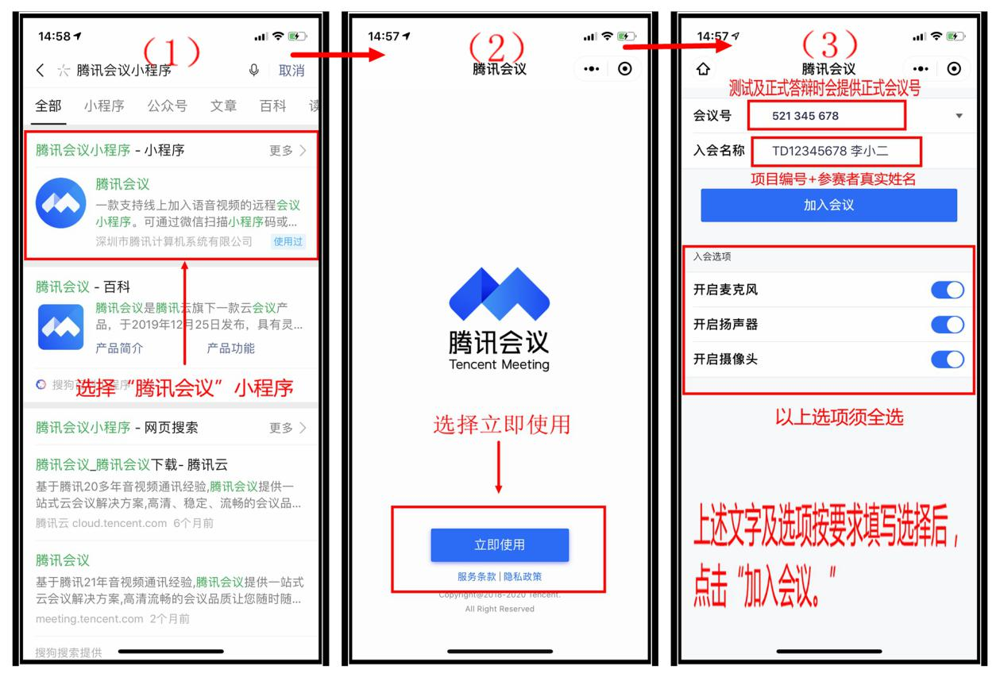 14:58
(1)
腾讯会议小程序
取消
全部 小程序 公众号 文章 百科 读
腾讯会议小程序 - 小程序 更多
腾讯会议
一款支持线上加入语音视频的远程会议
小程序。可通过微信扫描小程序码或...
深圳市腾讯计算机系统有限公司 使用过
腾讯会议 - 百科
腾讯会议是腾讯云旗下一款云会议产
品，于2019年12月25日发布，具有灵...
产品简介 产品功能
搜狗
选择“腾讯会议”小程序
腾讯会议小程序 - 网页搜索 更多
腾讯会议_腾讯会议下载- 腾讯云
基于腾讯20多年音视频通讯经验,腾讯会议提供一
站式云会议解决方案,高清、稳定、流畅的会议品...
腾讯云 cloud.tencent.com 6个月前
腾讯会议
基于腾讯21年音视频通讯经验,腾讯会议提供一站式
云会议解决方案,高清流畅的会议品质让您随时随...
meeting.tencent.com 2个月前
搜狗搜索提供
14:57
(2)
腾讯会议
腾讯会议
Tencent Meeting
选择立即使用
立即使用
服务条款 | 隐私政策
Copyright@2018-2020 Tencent.
All Right Reserved
14:57
(3)
腾讯会议
测试及正式答辩时会提供正式会议号
会议号 521 345 678
入会名称 TD12345678 李小二
项目编号+参赛者真实姓名
加入会议
入会选项
开启麦克风
开启扬声器
开启摄像头
以上选项须全选
上述文字及选项按要求填写选择后，
点击“加入会议。”